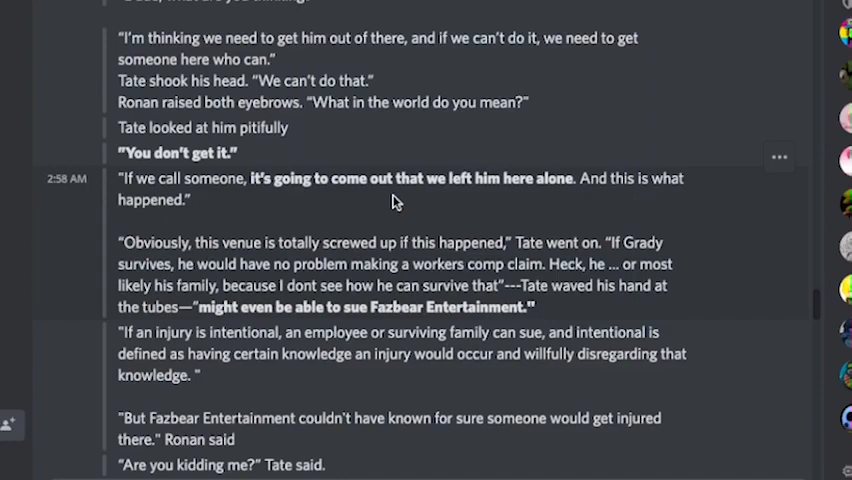 "I'm thinking we need to get him out of there, and if we can't do it, we need to get
someone here who can."
Tate shook his head. "We can't do that."
Ronan raised both eyebrows. "What in the world do you mean?"
Tate looked at him pitifully
"You don't get it."
2:58 AM
"If we call someone, it's going to come out that we left him here alone. And this is what
happened."
"Obviously, this venue is totally screwed up if this happened," Tate went on. "If Grady
survives, he would have no problem making a workers comp claim. Heck, he ... or most
likely his family, because I dont see how he can survive that"---Tate waved his hand at
the tubes—"might even be able to sue Fazbear Entertainment."
"If an injury is intentional, an employee or surviving family can sue, and intentional is
defined as having certain knowledge an injury would occur and willfully disregarding that
knowledge. "
"But Fazbear Entertainment couldn't have known for sure someone would get injured
there." Ronan said
"Are you kidding me?" Tate said.